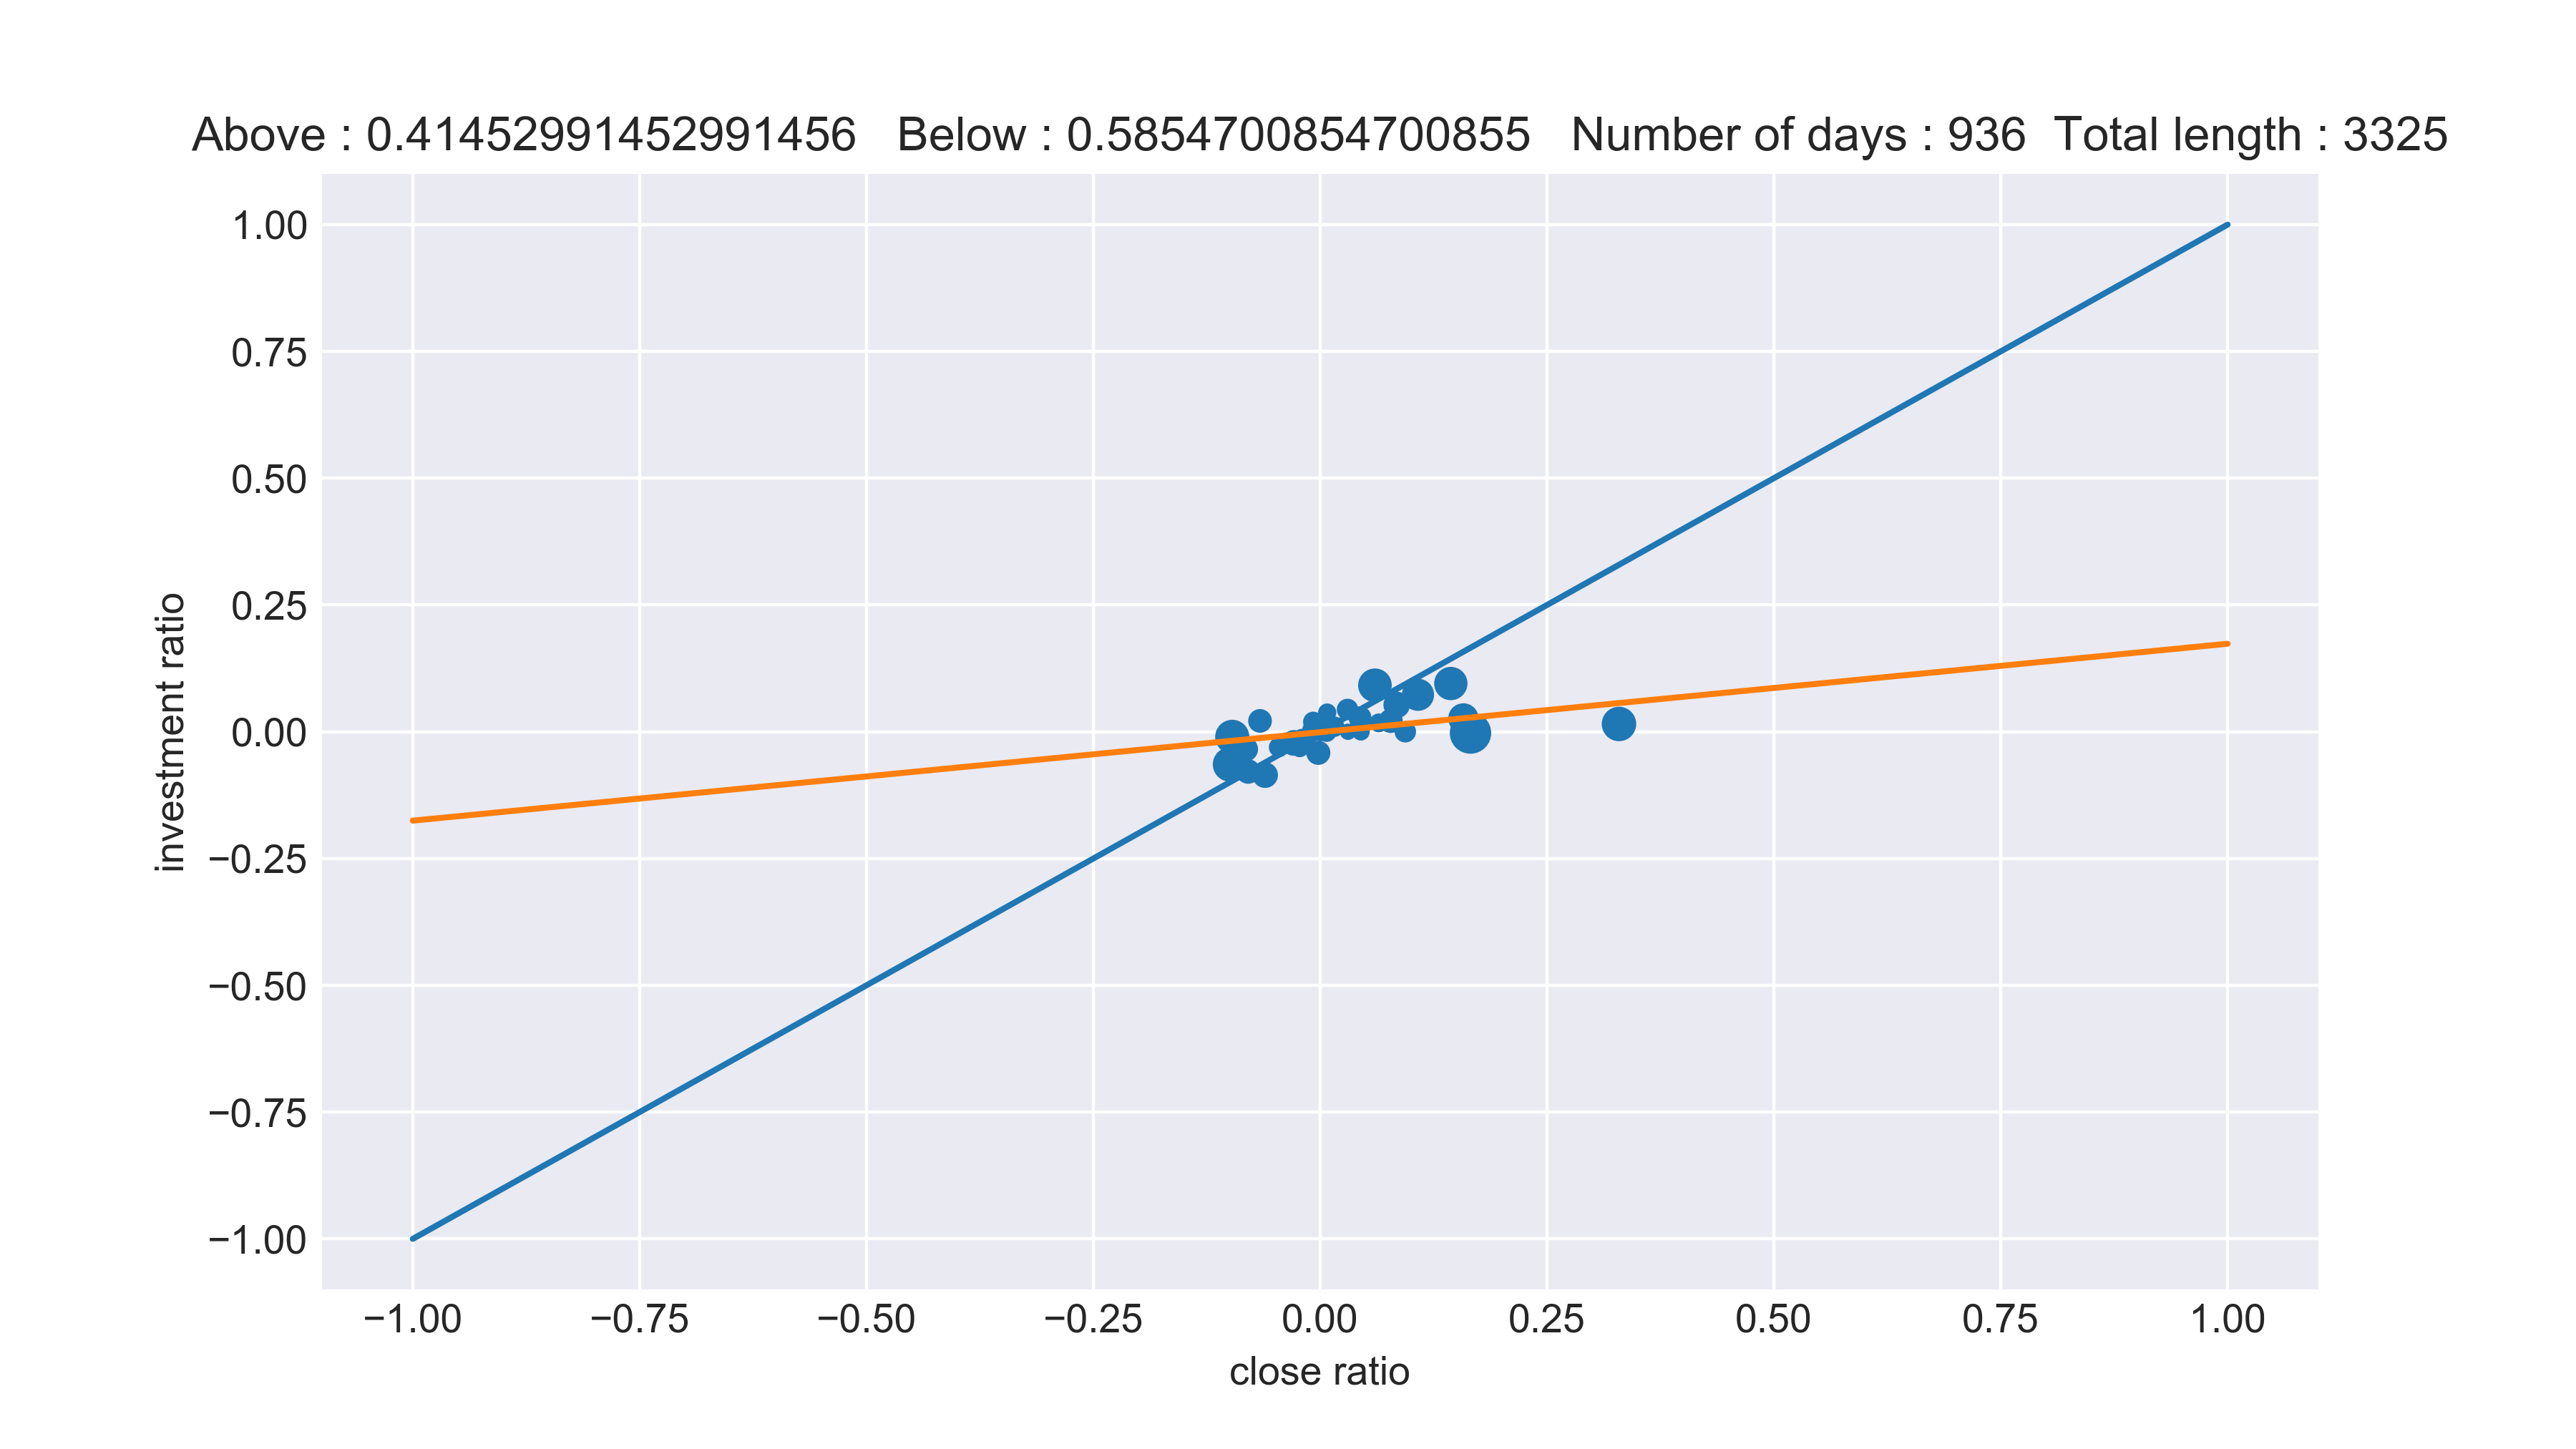 Above : 0.41452991452991456 Below : 0.5854700854700855 Number of days : 936 Total length : 3325
1.00
0.75
0.50
0.25
0.00
−0.25
−0.50
−0.75
−1.00
investment ratio
−1.00 −0.75 −0.50 −0.25 0.00 0.25 0.50 0.75 1.00
close ratio